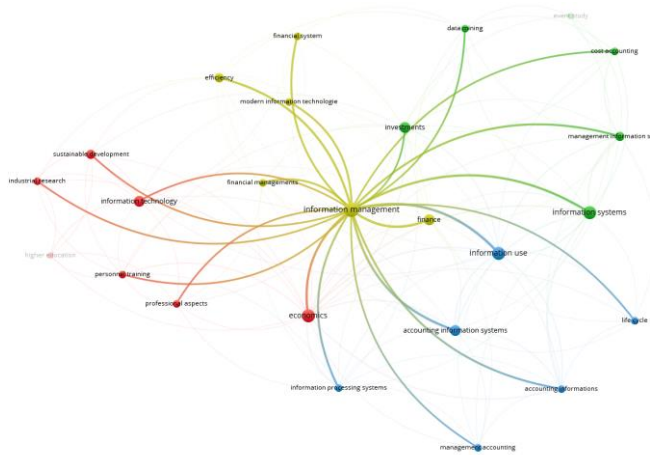 event study
data mining
financial system
cost accounting
efficiency
modern information technologie
investments
management information s
sustainable development
industrial research
financial managements
information technology
information management
information systems
finance
higher education
information use
personnel training
professional aspects
economics
life cycle
accounting information systems
information processing systems
accounting informations
management accounting